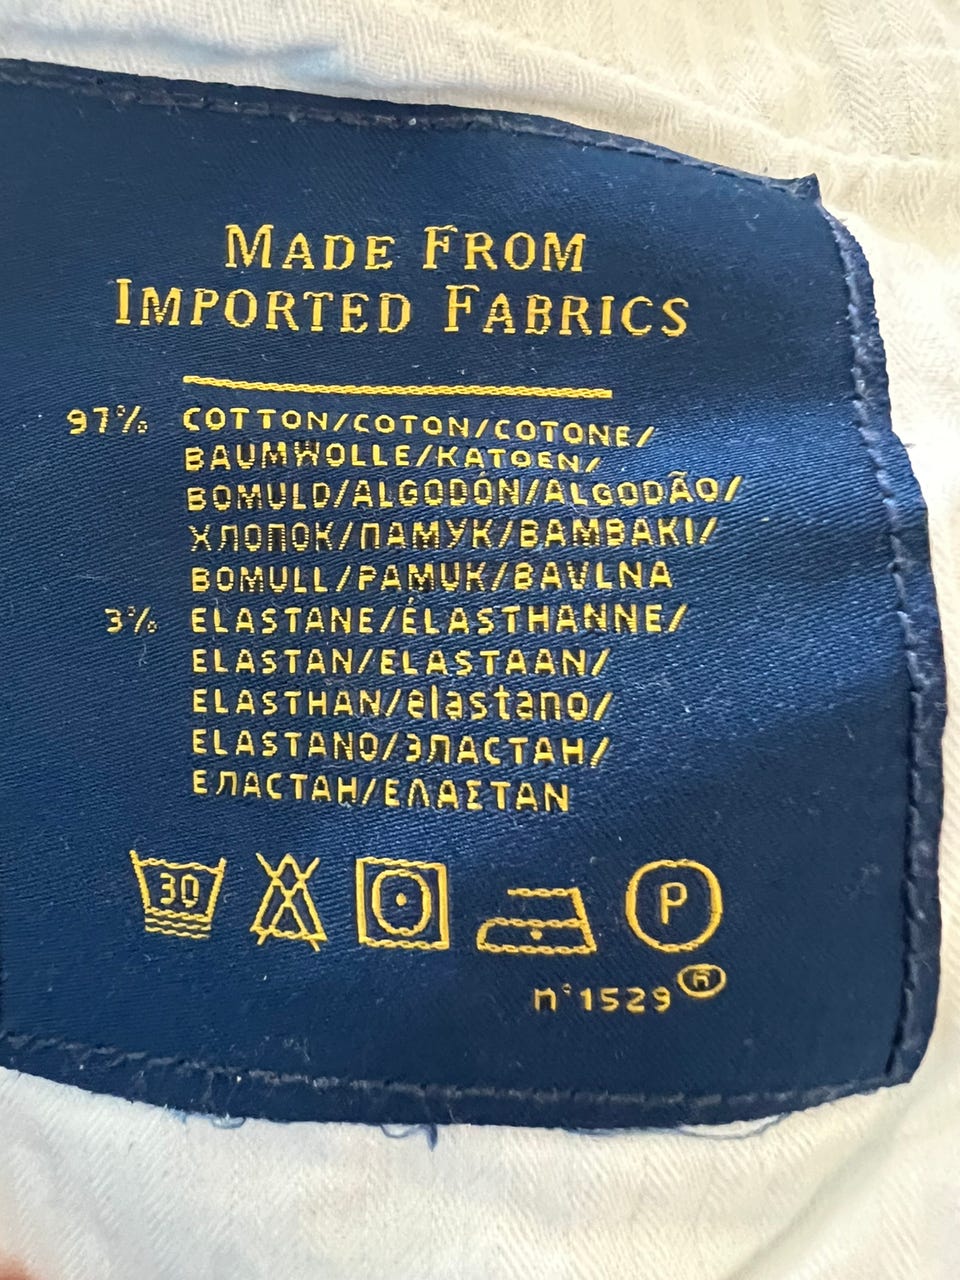 MADE FROM
IMPORTED FABRICS
97% COTTON/COTON/COTONE/
BAUMWOLLE/KATOEN/
BOMULD/ALGODÓN/ALGODÃO/
ХЛОПОК/ПАМУК/BAMBAKI/
BOMULL/PAMUK/BAVLNA
3% ELASTANE/ÉLASTHANNE/
ELASTAN/ELASTAAN/
ELASTHAN/elastano/
ELASTANO/ЭЛАСТАН/
ЕЛАСТАН/ΕΛΑΣΤΑΝ
30 P
n°1529 ®